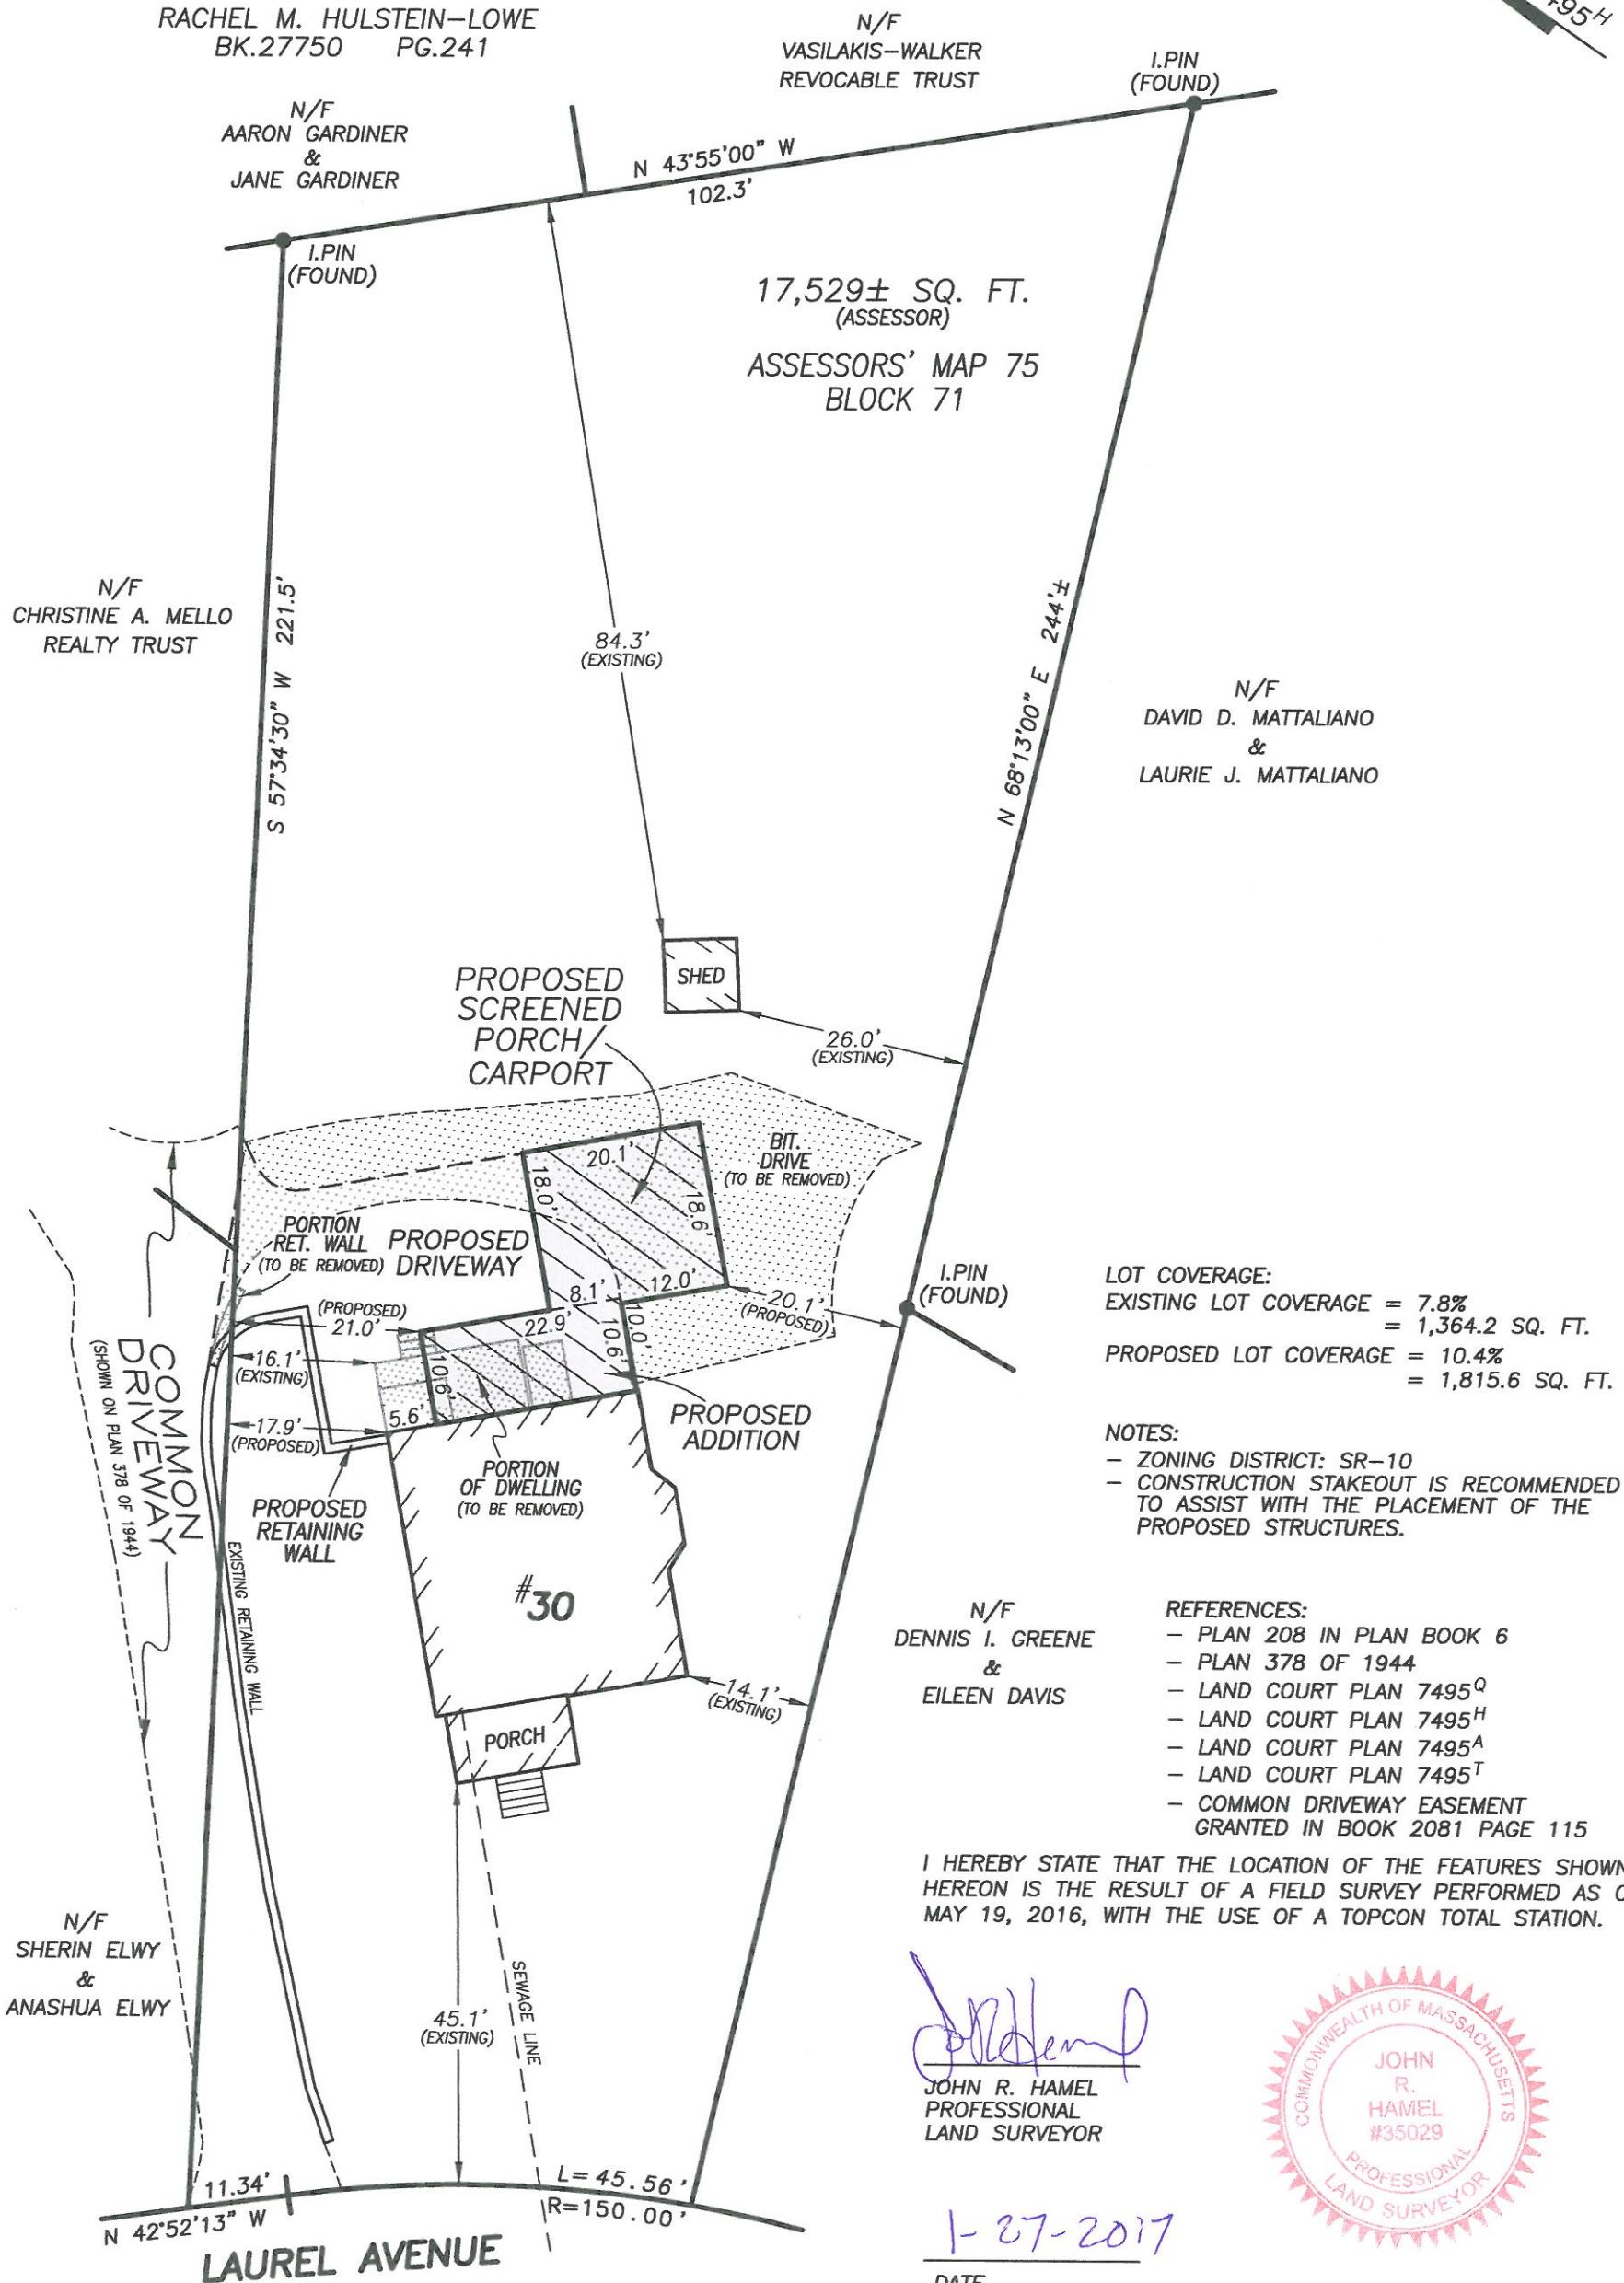 RACHEL M. HULSTEIN-LOWE
BK.27750 PG.241
495ᴴ
N/F
VASILAKIS-WALKER
REVOCABLE TRUST
I.PIN
(FOUND)
N/F
AARON GARDINER
&
JANE GARDINER
N 43°55'00" W
102.3'
I.PIN
(FOUND)
17,529± SQ. FT.
(ASSESSOR)
ASSESSORS' MAP 75
BLOCK 71
N/F
CHRISTINE A. MELLO
REALTY TRUST
S 57°34'30" W 221.5'
84.3'
(EXISTING)
N 68°13'00" E 244'±
N/F
DAVID D. MATTALIANO
&
LAURIE J. MATTALIANO
SHED
PROPOSED
SCREENED
PORCH/
CARPORT
26.0'
(EXISTING)
BIT.
DRIVE
(TO BE REMOVED)
20.1'
18.0'
18.6'
PORTION
RET. WALL
(TO BE REMOVED)
PROPOSED
DRIVEWAY
8.1'
12.0'
20.1'
(PROPOSED)
I.PIN
(FOUND)
(PROPOSED)
21.0'
22.9'
10.0'
10.6'
10.6'
16.1'
(EXISTING)
5.6'
17.9'
(PROPOSED)
PROPOSED
ADDITION
PORTION
OF DWELLING
(TO BE REMOVED)
PROPOSED
RETAINING
WALL
COMMON
DRIVEWAY
(SHOWN ON PLAN 378 OF 1944)
EXISTING RETAINING WALL
#30
14.1'
(EXISTING)
PORCH
LOT COVERAGE:
EXISTING LOT COVERAGE = 7.8%
= 1,364.2 SQ. FT.
PROPOSED LOT COVERAGE = 10.4%
= 1,815.6 SQ. FT.
NOTES:
- ZONING DISTRICT: SR-10
- CONSTRUCTION STAKEOUT IS RECOMMENDED
TO ASSIST WITH THE PLACEMENT OF THE
PROPOSED STRUCTURES.
N/F
DENNIS I. GREENE
&
EILEEN DAVIS
REFERENCES:
- PLAN 208 IN PLAN BOOK 6
- PLAN 378 OF 1944
- LAND COURT PLAN 7495Q
- LAND COURT PLAN 7495H
- LAND COURT PLAN 7495A
- LAND COURT PLAN 7495T
- COMMON DRIVEWAY EASEMENT
GRANTED IN BOOK 2081 PAGE 115
I HEREBY STATE THAT THE LOCATION OF THE FEATURES SHOWN
HEREON IS THE RESULT OF A FIELD SURVEY PERFORMED AS O
MAY 19, 2016, WITH THE USE OF A TOPCON TOTAL STATION.
N/F
SHERIN ELWY
&
ANASHUA ELWY
45.1'
(EXISTING)
SEWAGE LINE
JOHN R. HAMEL
PROFESSIONAL
LAND SURVEYOR
COMMONWEALTH OF MASSACHUSETTS
JOHN
R.
HAMEL
#35029
PROFESSIONAL
LAND SURVEYOR
11.34'
N 42°52'13" W
L=45.56'
R=150.00'
LAUREL AVENUE
1-27-2017
DATE